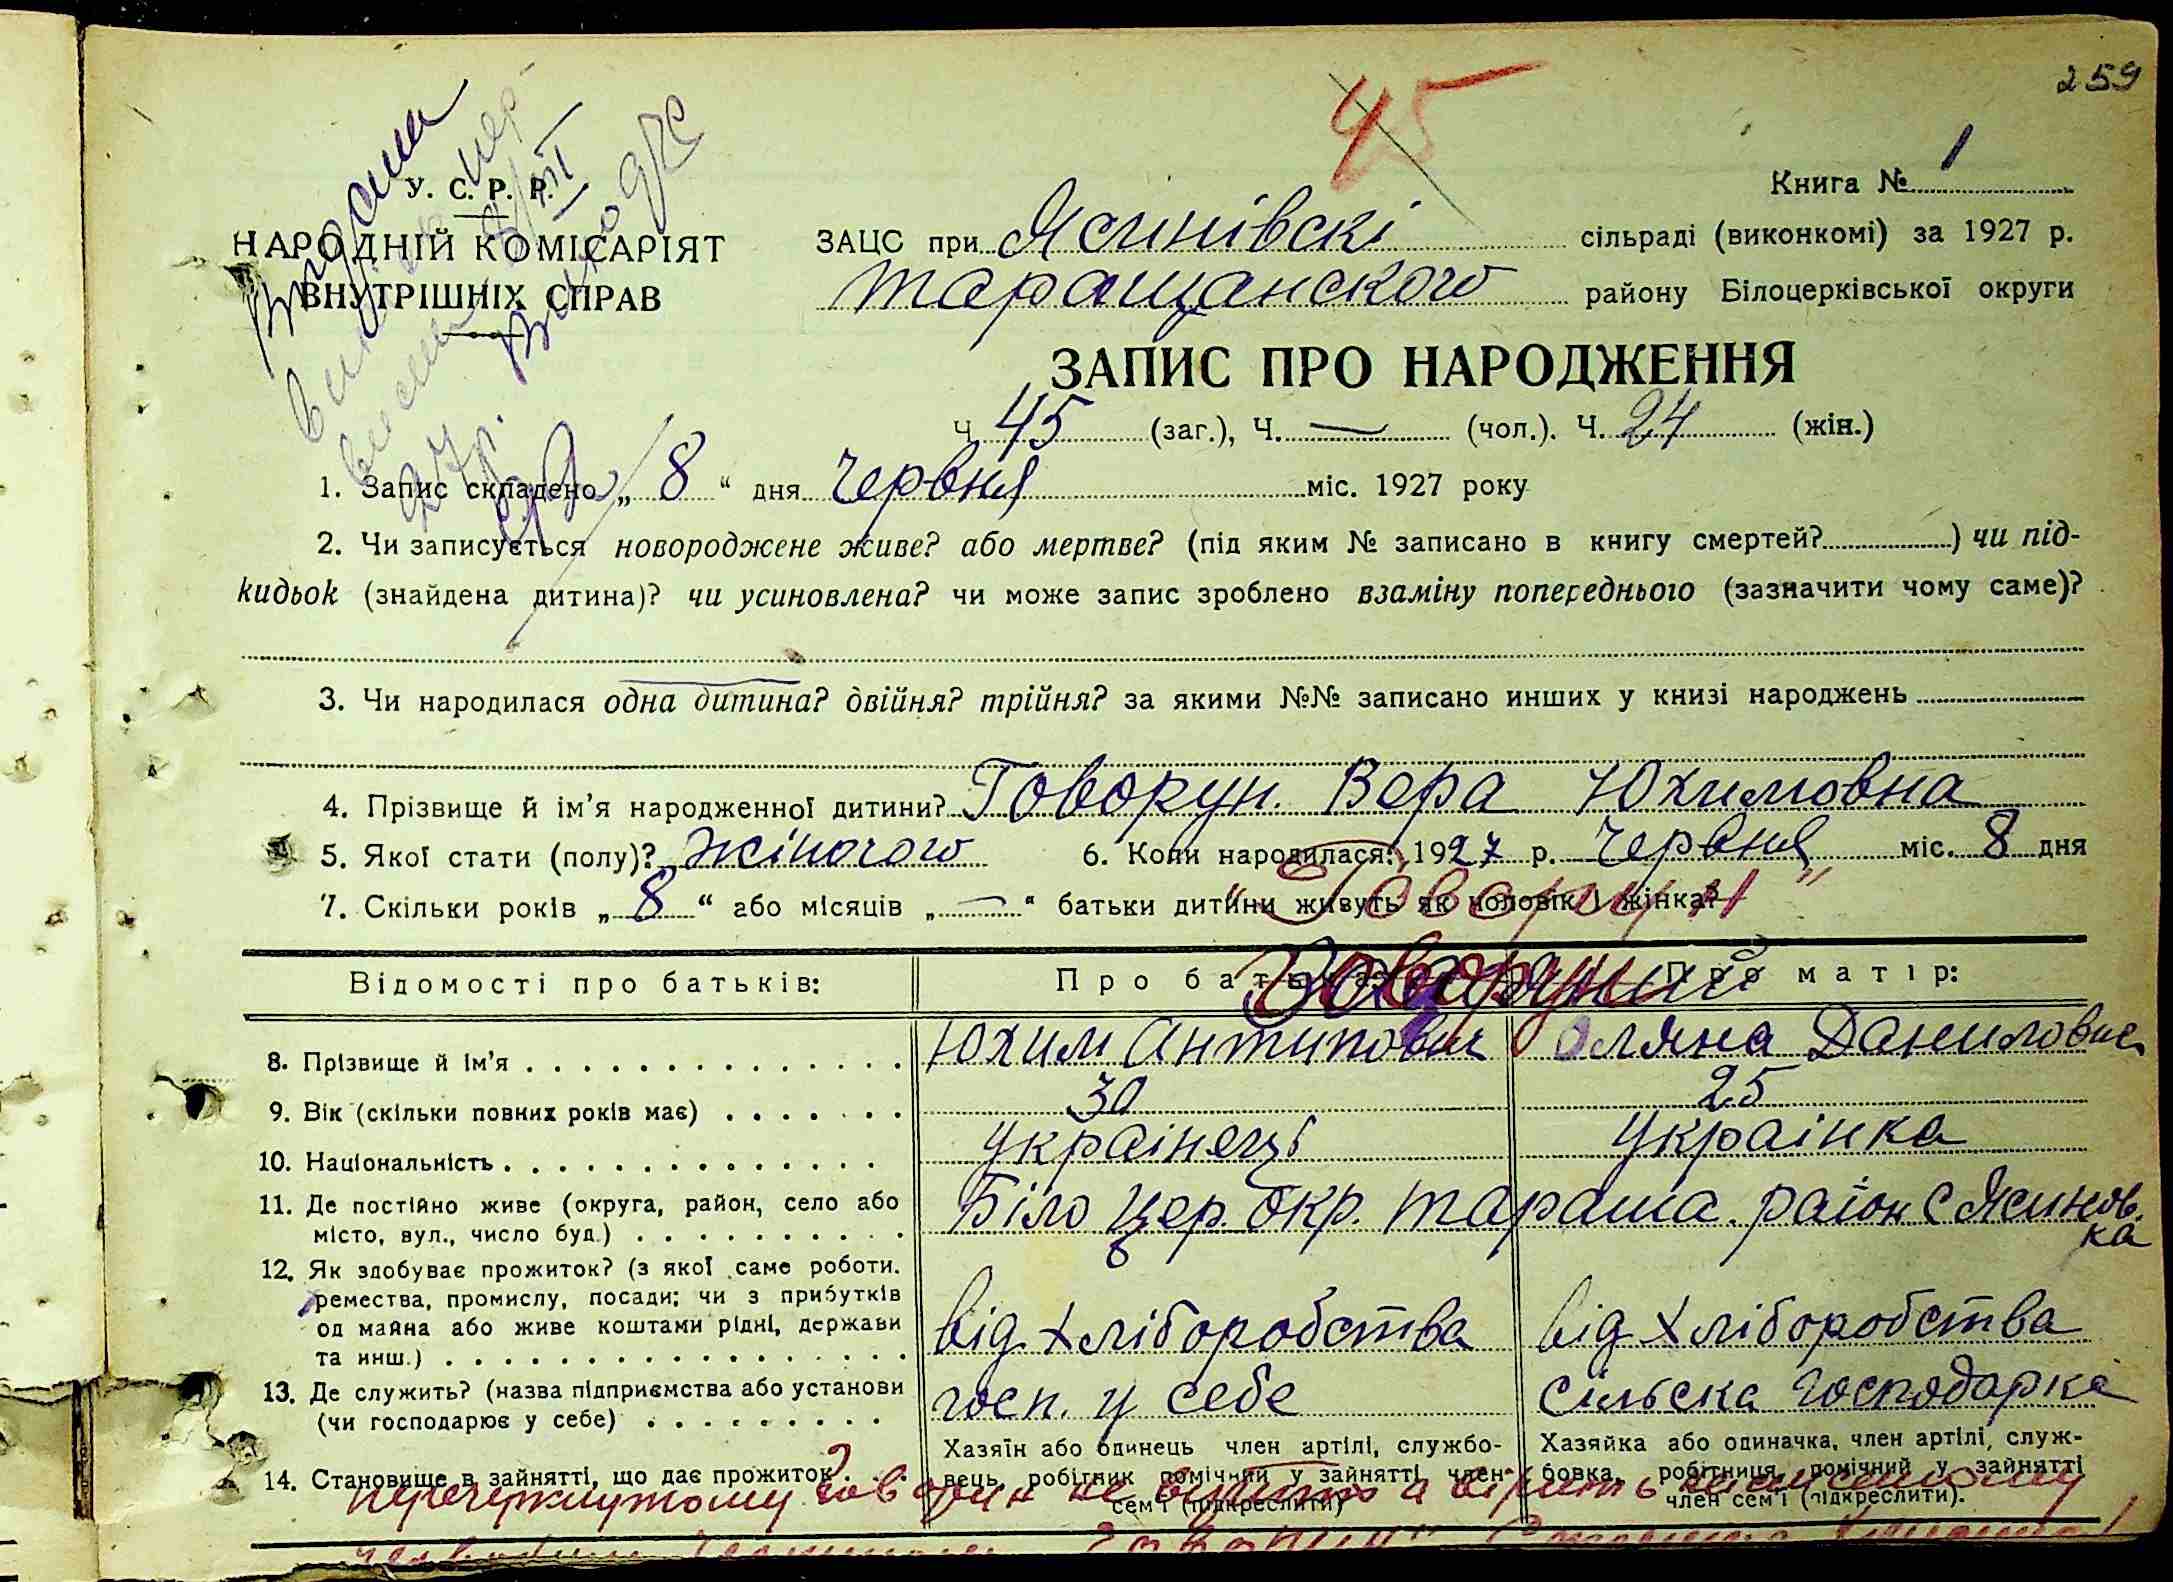 259
45
Видана
У. С. Р. Р.
НАРОДНІЙ КОМІСАРІЯТ
ВНУТРІШНІХ СПРАВ
Книга № 1
ЗАЦС при Ясинівскі сільраді (виконкомі) за 1927 р.
таращанского району Білоцерківської округи
ЗАПИС ПРО НАРОДЖЕННЯ
Ч. 45 (заг.), Ч. — (чол.). Ч. 24 (жін.)
1. Запис складено „ 8 “ дня Червня міс. 1927 року
2. Чи записується новороджене живе? або мертве? (під яким № записано в книгу смертей? ) чи під-
кидьок (знайдена дитина)? чи усиновлена? чи може запис зроблено взаміну попереднього (зазначити чому саме)?
3. Чи народилася одна дитина? двійня? трійня? за якими №№ записано инших у книзі народжень
4. Прізвище й ім'я народженної дитини? Говорун. Вера Юхимовна
5. Якої стати (полу)? Жіночого 6. Коли народилася: 1927 р. Червня міс. 8 дня
7. Скільки років „ 8 “ або місяців „ — “ батьки дитини живуть як чоловік і жінка?
"Говорун"
Відомості про батьків: Про батька Про матір:
Говорун
8. Прізвище й ім'я Юхим Антипович Оляна Даниловна
9. Вік (скільки повних років має) 30 25
10. Національність украінець украінка
11. Де постійно живе (округа, район, село або
місто, вул., число буд.) Біло Цер. Окр. Тараща. район С Ясинов
ка
12. Як здобуває прожиток? (з якої саме роботи.
ремества, промислу, посади; чи з прибутків
од майна або живе коштами рідні, держави
та инш.) від Хліборобства від Хліборобства
13. Де служить? (назва підприємства або установи
(чи господарює у себе) госп. у себе Сільска господарка
14. Становище в зайнятті, що дає прожиток
Хазяїн або одинець член артілі, службо-
вець, робітник помічний у зайнятті член
сем'ї (підкреслити)
Хазяйка або одиначка, член артілі, служ-
бовка, робітниця, помічний у зайнятті
член сем'ї (підкреслити).